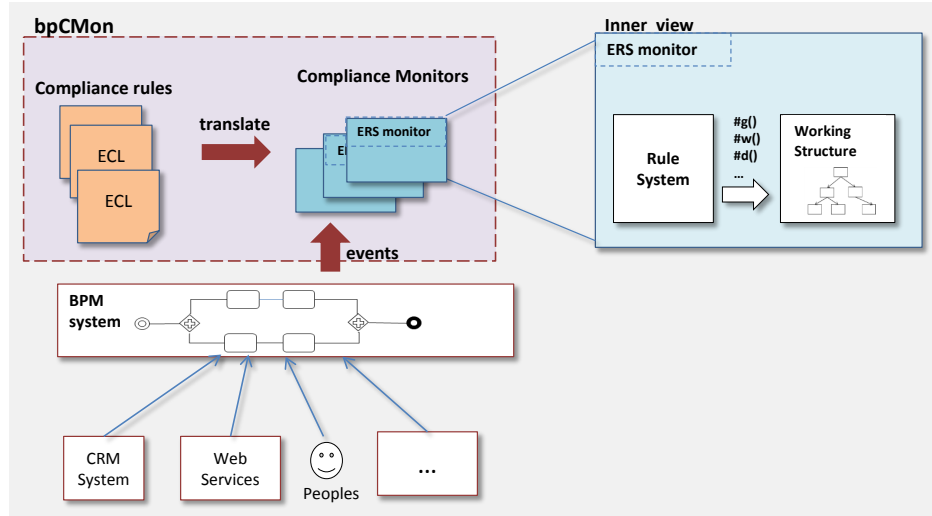 bpCMon
Inner view
ERS monitor
Compliance Monitors
Compliance rules
translate
ERS monitor
ECL
ECL
#g()
#w()
#d()
...
Rule
System
Working
Structure
events
BPM
system
CRM
System
Web
Services
Peoples
...